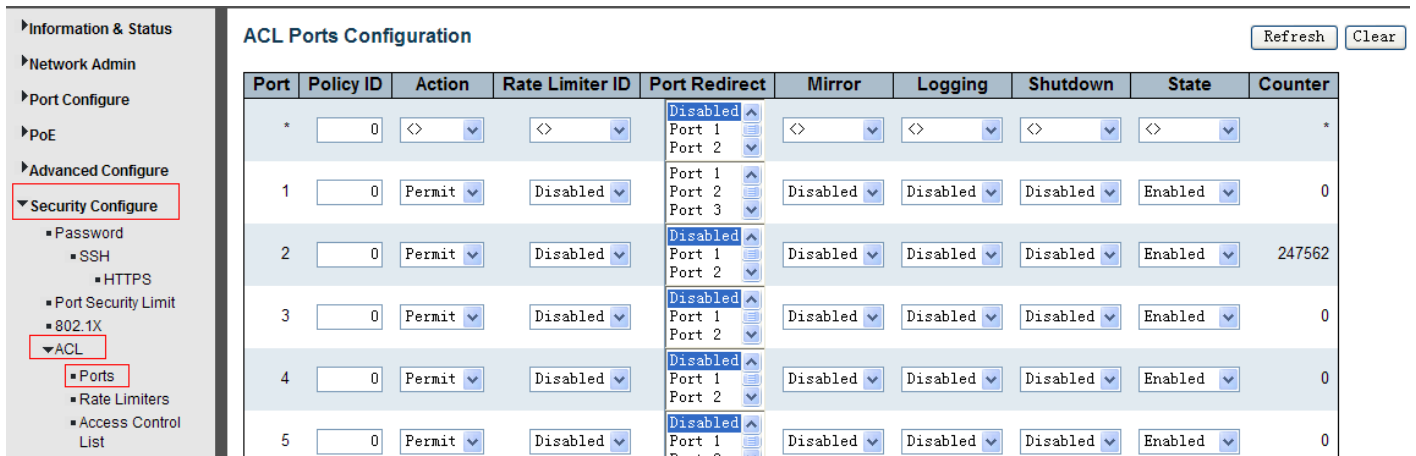 Information & Status
Network Admin
Port Configure
PoE
Advanced Configure
Security Configure
Password
SSH
HTTPS
Port Security Limit
802.1X
ACL
Ports
Rate Limiters
Access Control
List
ACL Ports Configuration
Refresh Clear
Port Policy ID Action Rate Limiter ID Port Redirect Mirror Logging Shutdown State Counter
Disabled
* 0 <> <> Port 1 <> <> <> <> *
Port 2
Port 1
1 0 Permit Disabled Port 2 Disabled Disabled Disabled Enabled 0
Port 3
Disabled
2 0 Permit Disabled Port 1 Disabled Disabled Disabled Enabled 247562
Port 2
Disabled
3 0 Permit Disabled Port 1 Disabled Disabled Disabled Enabled 0
Port 2
Disabled
4 0 Permit Disabled Port 1 Disabled Disabled Disabled Enabled 0
Port 2
Disabled
5 0 Permit Disabled Port 1 Disabled Disabled Disabled Enabled 0